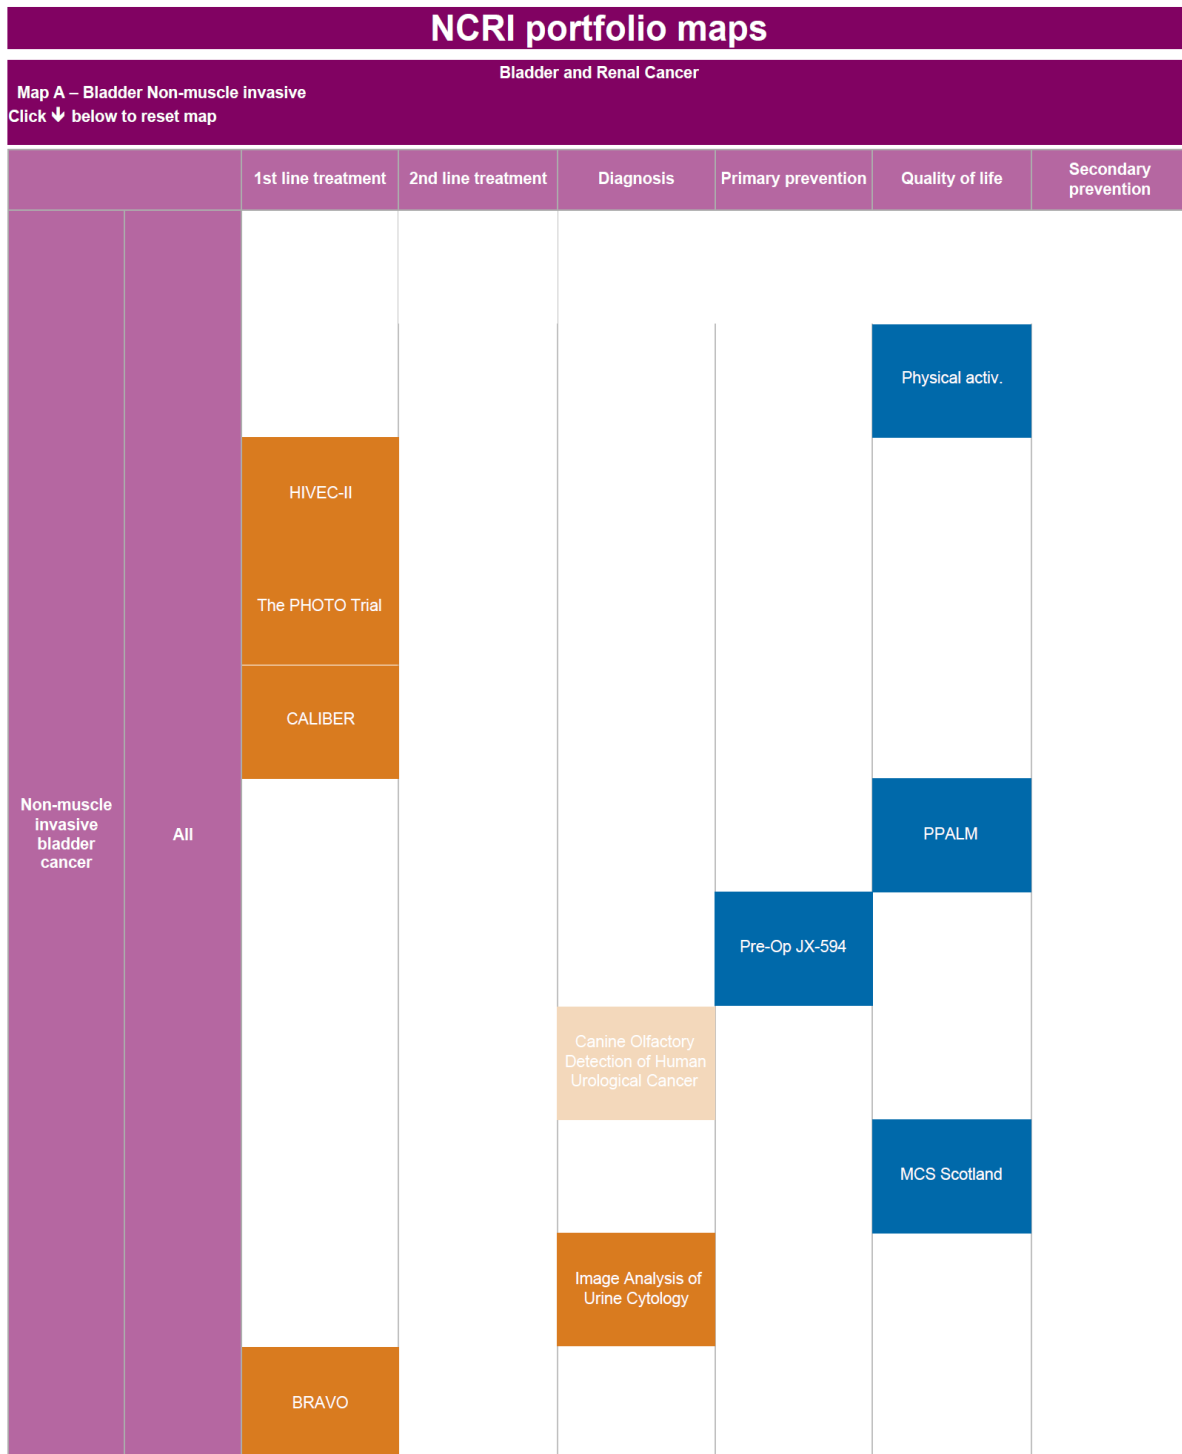 NCRI portfolio maps
Bladder and Renal Cancer
Map A – Bladder Non-muscle invasive
Click ↓ below to reset map
1st line treatment
2nd line treatment
Diagnosis
Primary prevention
Quality of life
Secondary
prevention
Physical activ.
HIVEC-II
The PHOTO Trial
CALIBER
Non-muscle
invasive
bladder
cancer
All
PPALM
Pre-Op JX-594
Canine Olfactory
Detection of Human
Urological Cancer
MCS Scotland
Image Analysis of
Urine Cytology
BRAVO